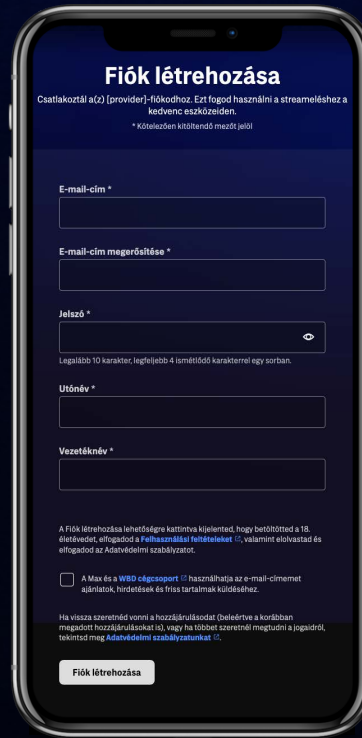 Fiók létrehozása
Csatlakoztál a(z) [provider]-fiókodhoz. Ezt fogod használni a streameléshez a
kedvenc eszközeiden.
* Kötelezően kitöltendő mezőt jelöl
E-mail-cím *
E-mail-cím megerősítése *
Jelszó *
Legalább 10 karakter, legfeljebb 4 ismétlődő karakterrel egy sorban.
Utónév *
Vezetéknév *
A Fiók létrehozása lehetőségre kattintva kijelented, hogy betöltötted a 18.
életévedet, elfogadod a Felhasználási feltételeket, valamint elolvastad és
elfogadod az Adatvédelmi szabályzatot.
A Max és a WBD cégcsoport használhatja az e-mail-címemet
ajánlatok, hirdetések és friss tartalmak küldéséhez.
Ha vissza szeretnéd vonni a hozzájárulásodat (beleértve a korábban
megadott hozzájárulásokat is), vagy ha többet szeretnél megtudni a jogaidról,
tekintsd meg Adatvédelmi szabályzatunkat.
Fiók létrehozása